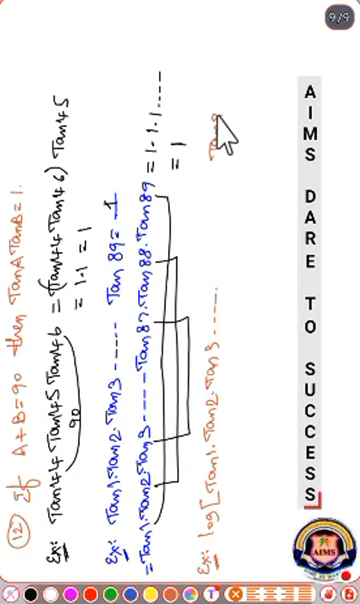 9/9
(12) If A+B=90 then TanA TanB=1.
Ex: Tan44 Tan45 Tan46 = (Tan44 Tan46) Tan45
90
= 1·1 = 1
Ex: Tan1·Tan2·Tan3 ----- Tan 89 = 1
= Tan1·Tan2·Tan3 ----- Tan87·Tan88·Tan89 = 1·1·1·----
= 1
Ex: log[Tan1·Tan2·Tan3 -----
AIMS DARE TO SUCCESS
AIMS